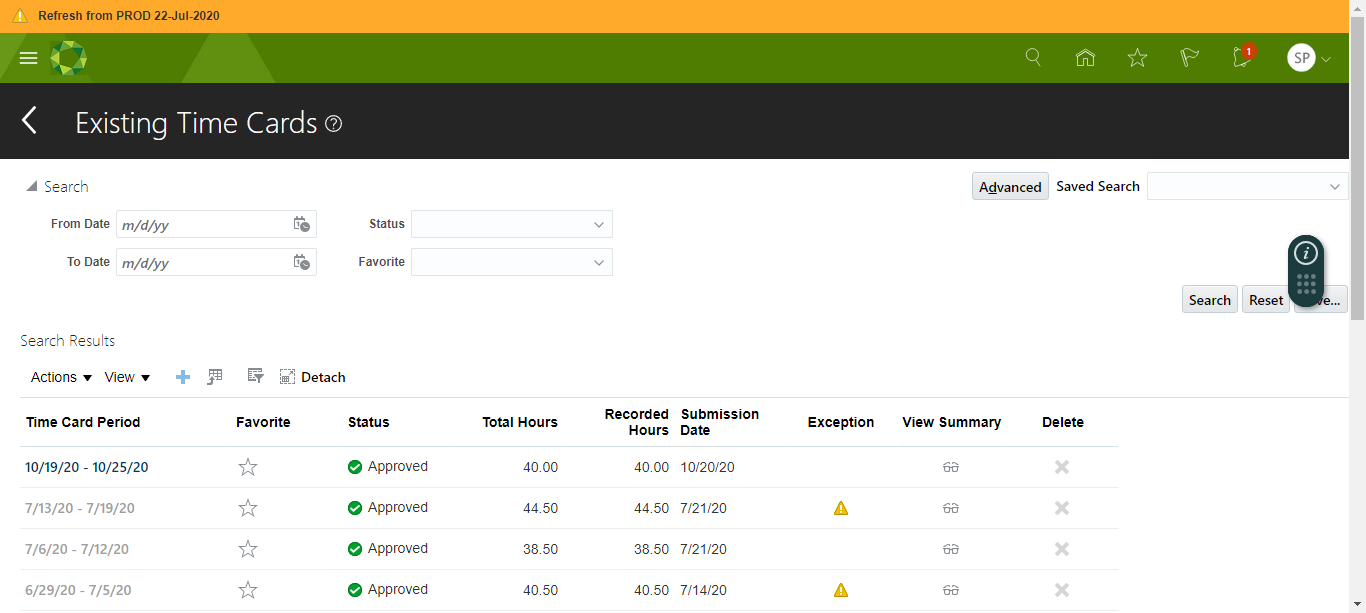 Refresh from PROD 22-Jul-2020
1
SP
Existing Time Cards ?
Search
Advanced Saved Search
From Date m/d/yy Status
To Date m/d/yy Favorite
i
Search Reset
Search Results
Actions View Detach
Time Card Period Favorite Status Total Hours Recorded Hours Submission Date Exception View Summary Delete
10/19/20 - 10/25/20 Approved 40.00 40.00 10/20/20
7/13/20 - 7/19/20 Approved 44.50 44.50 7/21/20
7/6/20 - 7/12/20 Approved 38.50 38.50 7/21/20
6/29/20 - 7/5/20 Approved 40.50 40.50 7/14/20